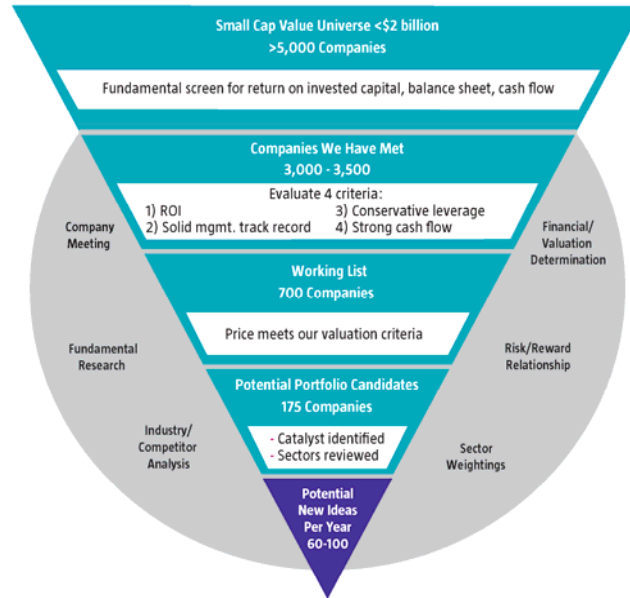 Small Cap Value Universe <$2 billion
>5,000 Companies
Fundamental screen for return on invested capital, balance sheet, cash flow
Companies We Have Met
3,000 - 3,500
Evaluate 4 criteria:
1) ROI
2) Solid mgmt. track record
3) Conservative leverage
4) Strong cash flow
Company
Meeting
Financial/
Valuation
Determination
Working List
700 Companies
Price meets our valuation criteria
Fundamental
Research
Risk/Reward
Relationship
Potential Portfolio Candidates
175 Companies
- Catalyst identified
- Sectors reviewed
Industry/
Competitor
Analysis
Sector
Weightings
Potential
New Ideas
Per Year
60-100